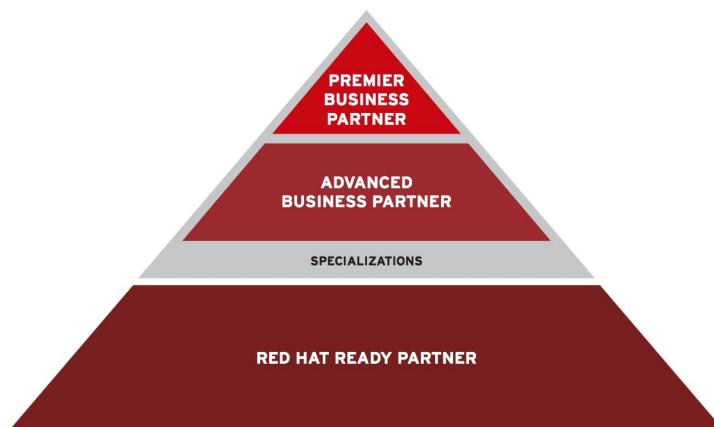 PREMIER
BUSINESS
PARTNER
ADVANCED
BUSINESS PARTNER
SPECIALIZATIONS
RED HAT READY PARTNER